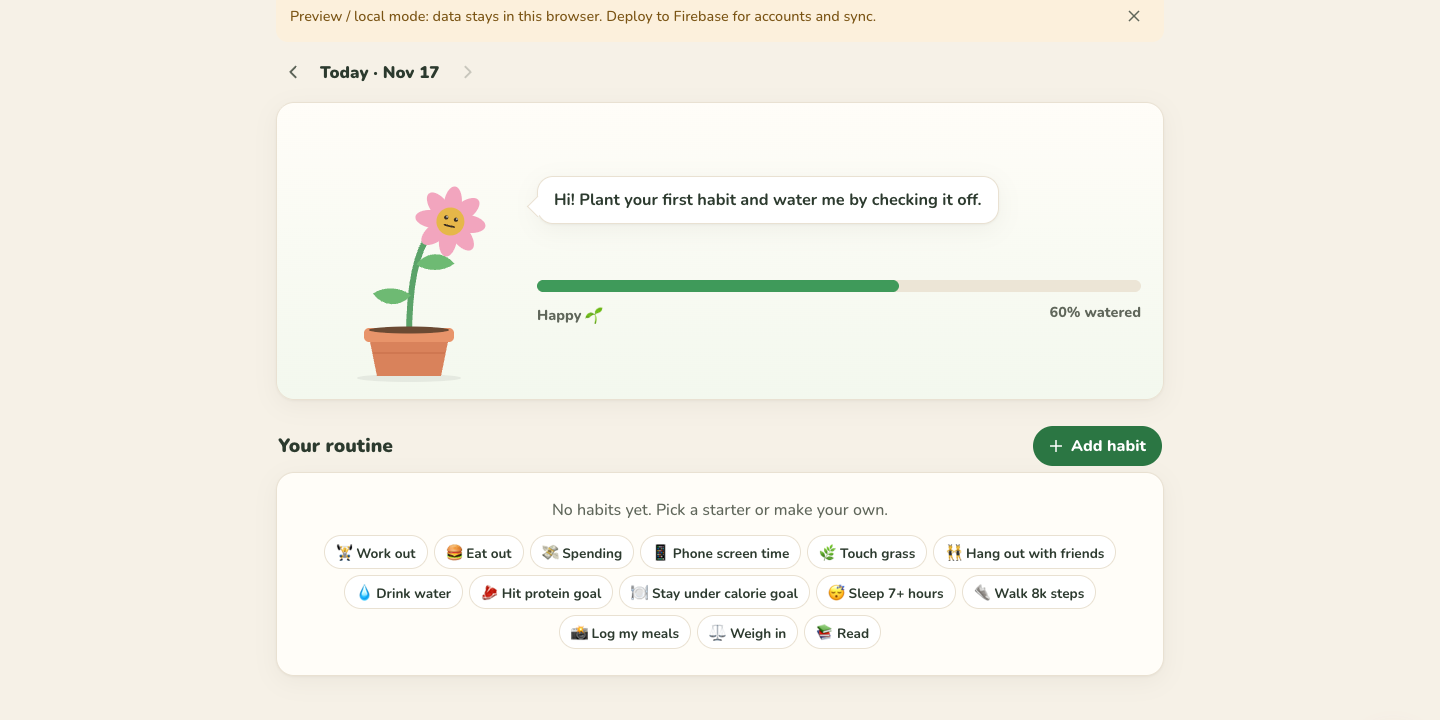 Preview / local mode: data stays in this browser. Deploy to Firebase for accounts and sync.
Today · Nov 17
Hi! Plant your first habit and water me by checking it off.
Happy 🌱
60% watered
Your routine
+ Add habit
No habits yet. Pick a starter or make your own.
🏋️ Work out 🍔 Eat out 💸 Spending 📱 Phone screen time 🌿 Touch grass 👯 Hang out with friends
💧 Drink water 🥩 Hit protein goal 🍽️ Stay under calorie goal 😴 Sleep 7+ hours 👟 Walk 8k steps
📸 Log my meals ⚖️ Weigh in 📚 Read